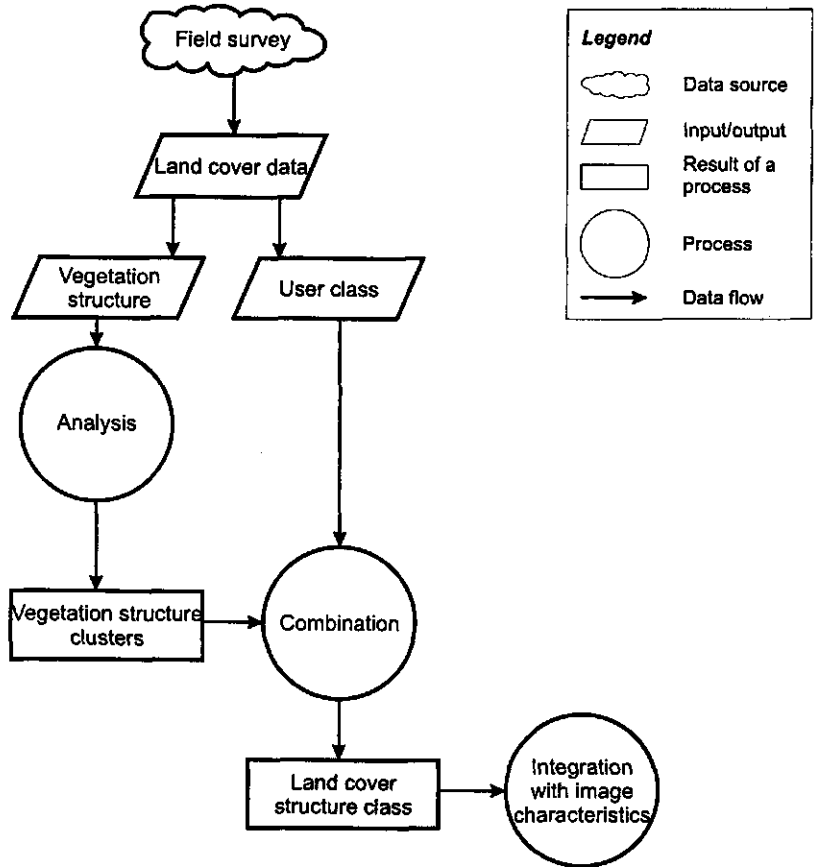 Field survey
Land cover data
Vegetation
structure
User class
Analysis
Vegetation structure
clusters
Combination
Land cover
structure class
Integration
with image
characteristics
Legend
Data source
Input/output
Result of a
process
Process
Data flow